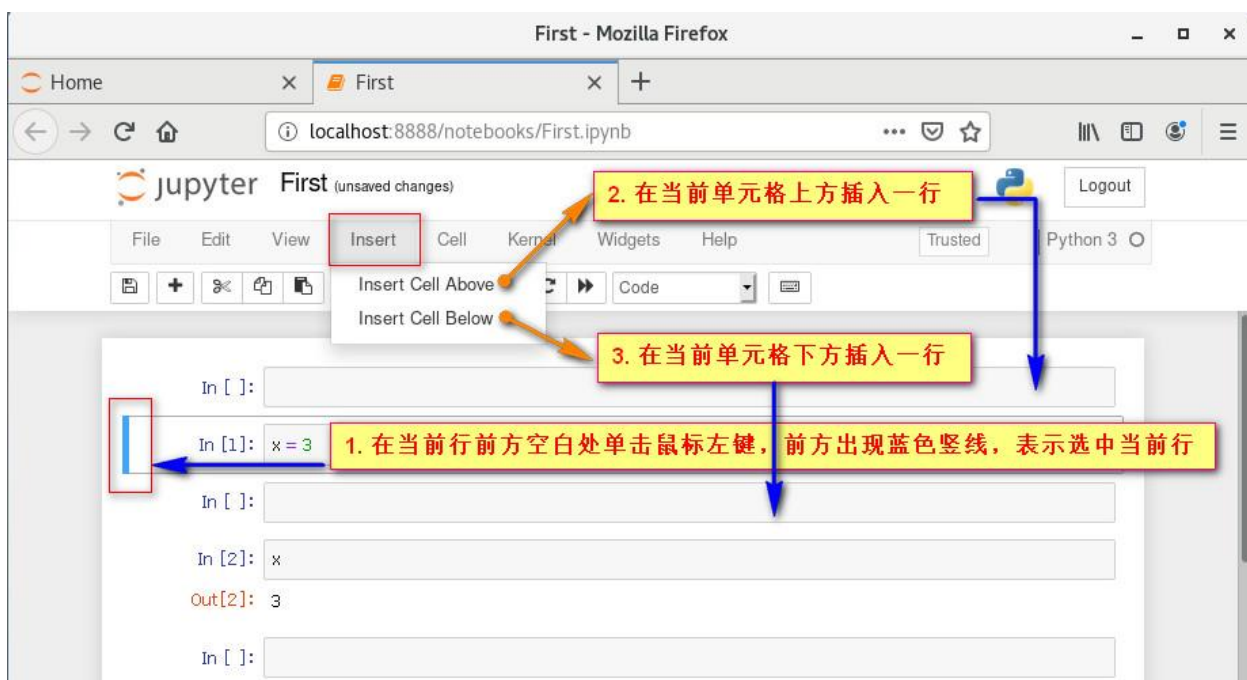 First - Mozilla Firefox
Home
First
localhost:8888/notebooks/First.ipynb
jupyter First (unsaved changes)
2. 在当前单元格上方插入一行
Logout
File Edit View Insert Cell Kernel Widgets Help Trusted Python 3
Insert Cell Above
Code
Insert Cell Below
3. 在当前单元格下方插入一行
In [ ]:
In [1]: x = 3
1. 在当前行前方空白处单击鼠标左键，前方出现蓝色竖线，表示选中当前行
In [ ]:
In [2]: x
Out[2]: 3
In [ ]: